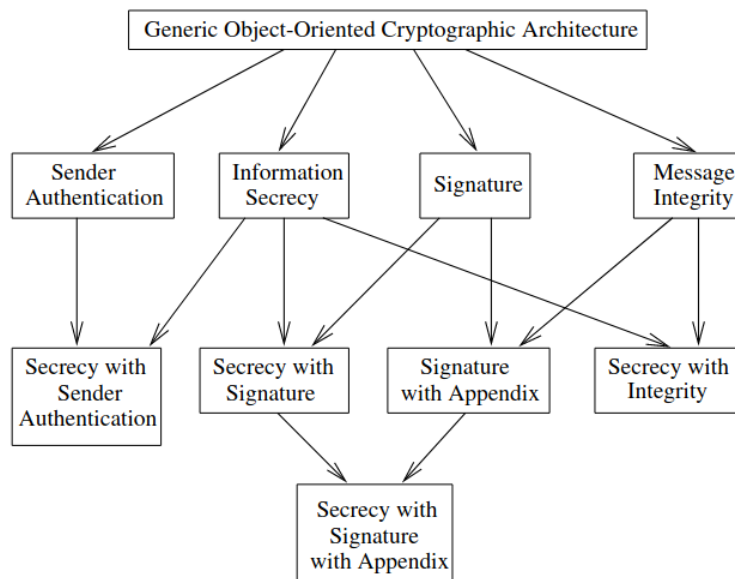 Generic Object-Oriented Cryptographic Architecture
Sender
Authentication
Information
Secrecy
Signature
Message
Integrity
Secrecy with
Sender
Authentication
Secrecy with
Signature
Signature
with Appendix
Secrecy with
Integrity
Secrecy with
Signature
with Appendix